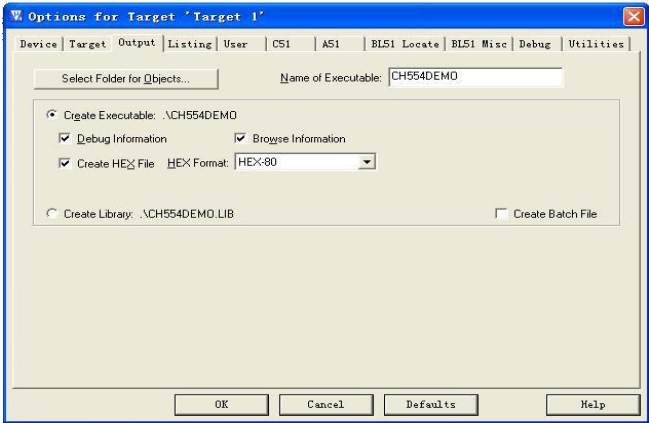 Options for Target 'Target 1'
Device Target Output Listing User C51 A51 BL51 Locate BL51 Misc Debug Utilities
Select Folder for Objects... Name of Executable: CH554DEMO
Create Executable: .\CH554DEMO
Debug Information Browse Information
Create HEX File HEX Format: HEX-80
Create Library: .\CH554DEMO.LIB Create Batch File
OK Cancel Defaults Help